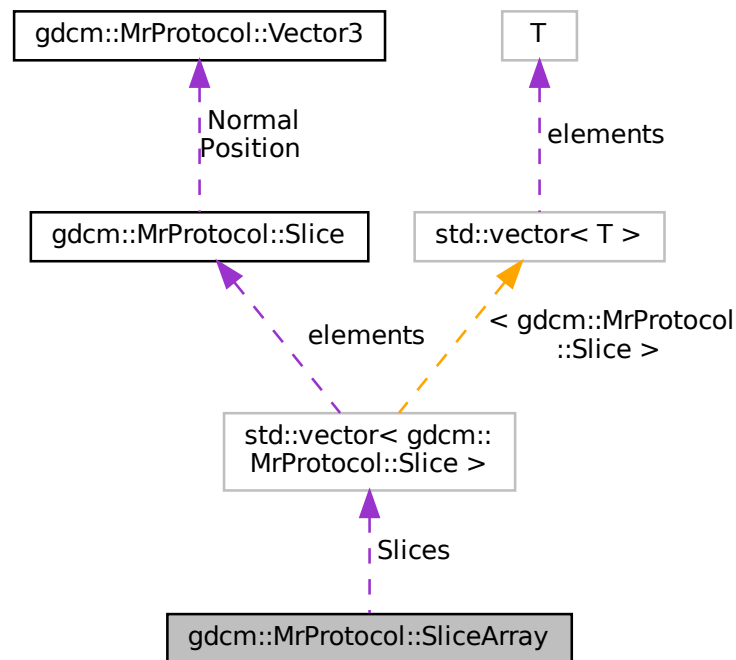 gdcm::MrProtocol::Vector3
T
Normal
Position
elements
gdcm::MrProtocol::Slice
std::vector< T >
elements
< gdcm::MrProtocol
::Slice >
std::vector< gdcm::
MrProtocol::Slice >
Slices
gdcm::MrProtocol::SliceArray